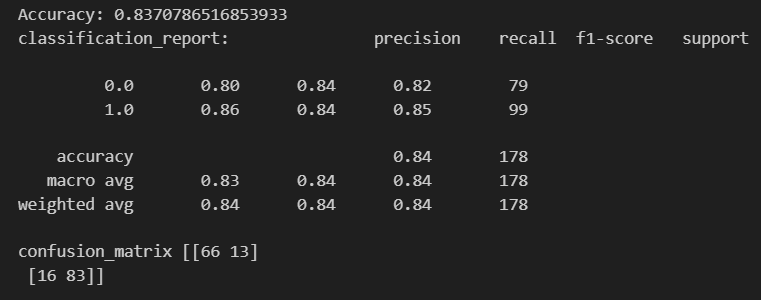 Accuracy: 0.8370786516853933
classification_report:               precision    recall  f1-score   support

         0.0       0.80      0.84      0.82        79
         1.0       0.86      0.84      0.85        99

    accuracy                           0.84       178
   macro avg       0.83      0.84      0.84       178
weighted avg       0.84      0.84      0.84       178

confusion_matrix [[66 13]
 [16 83]]